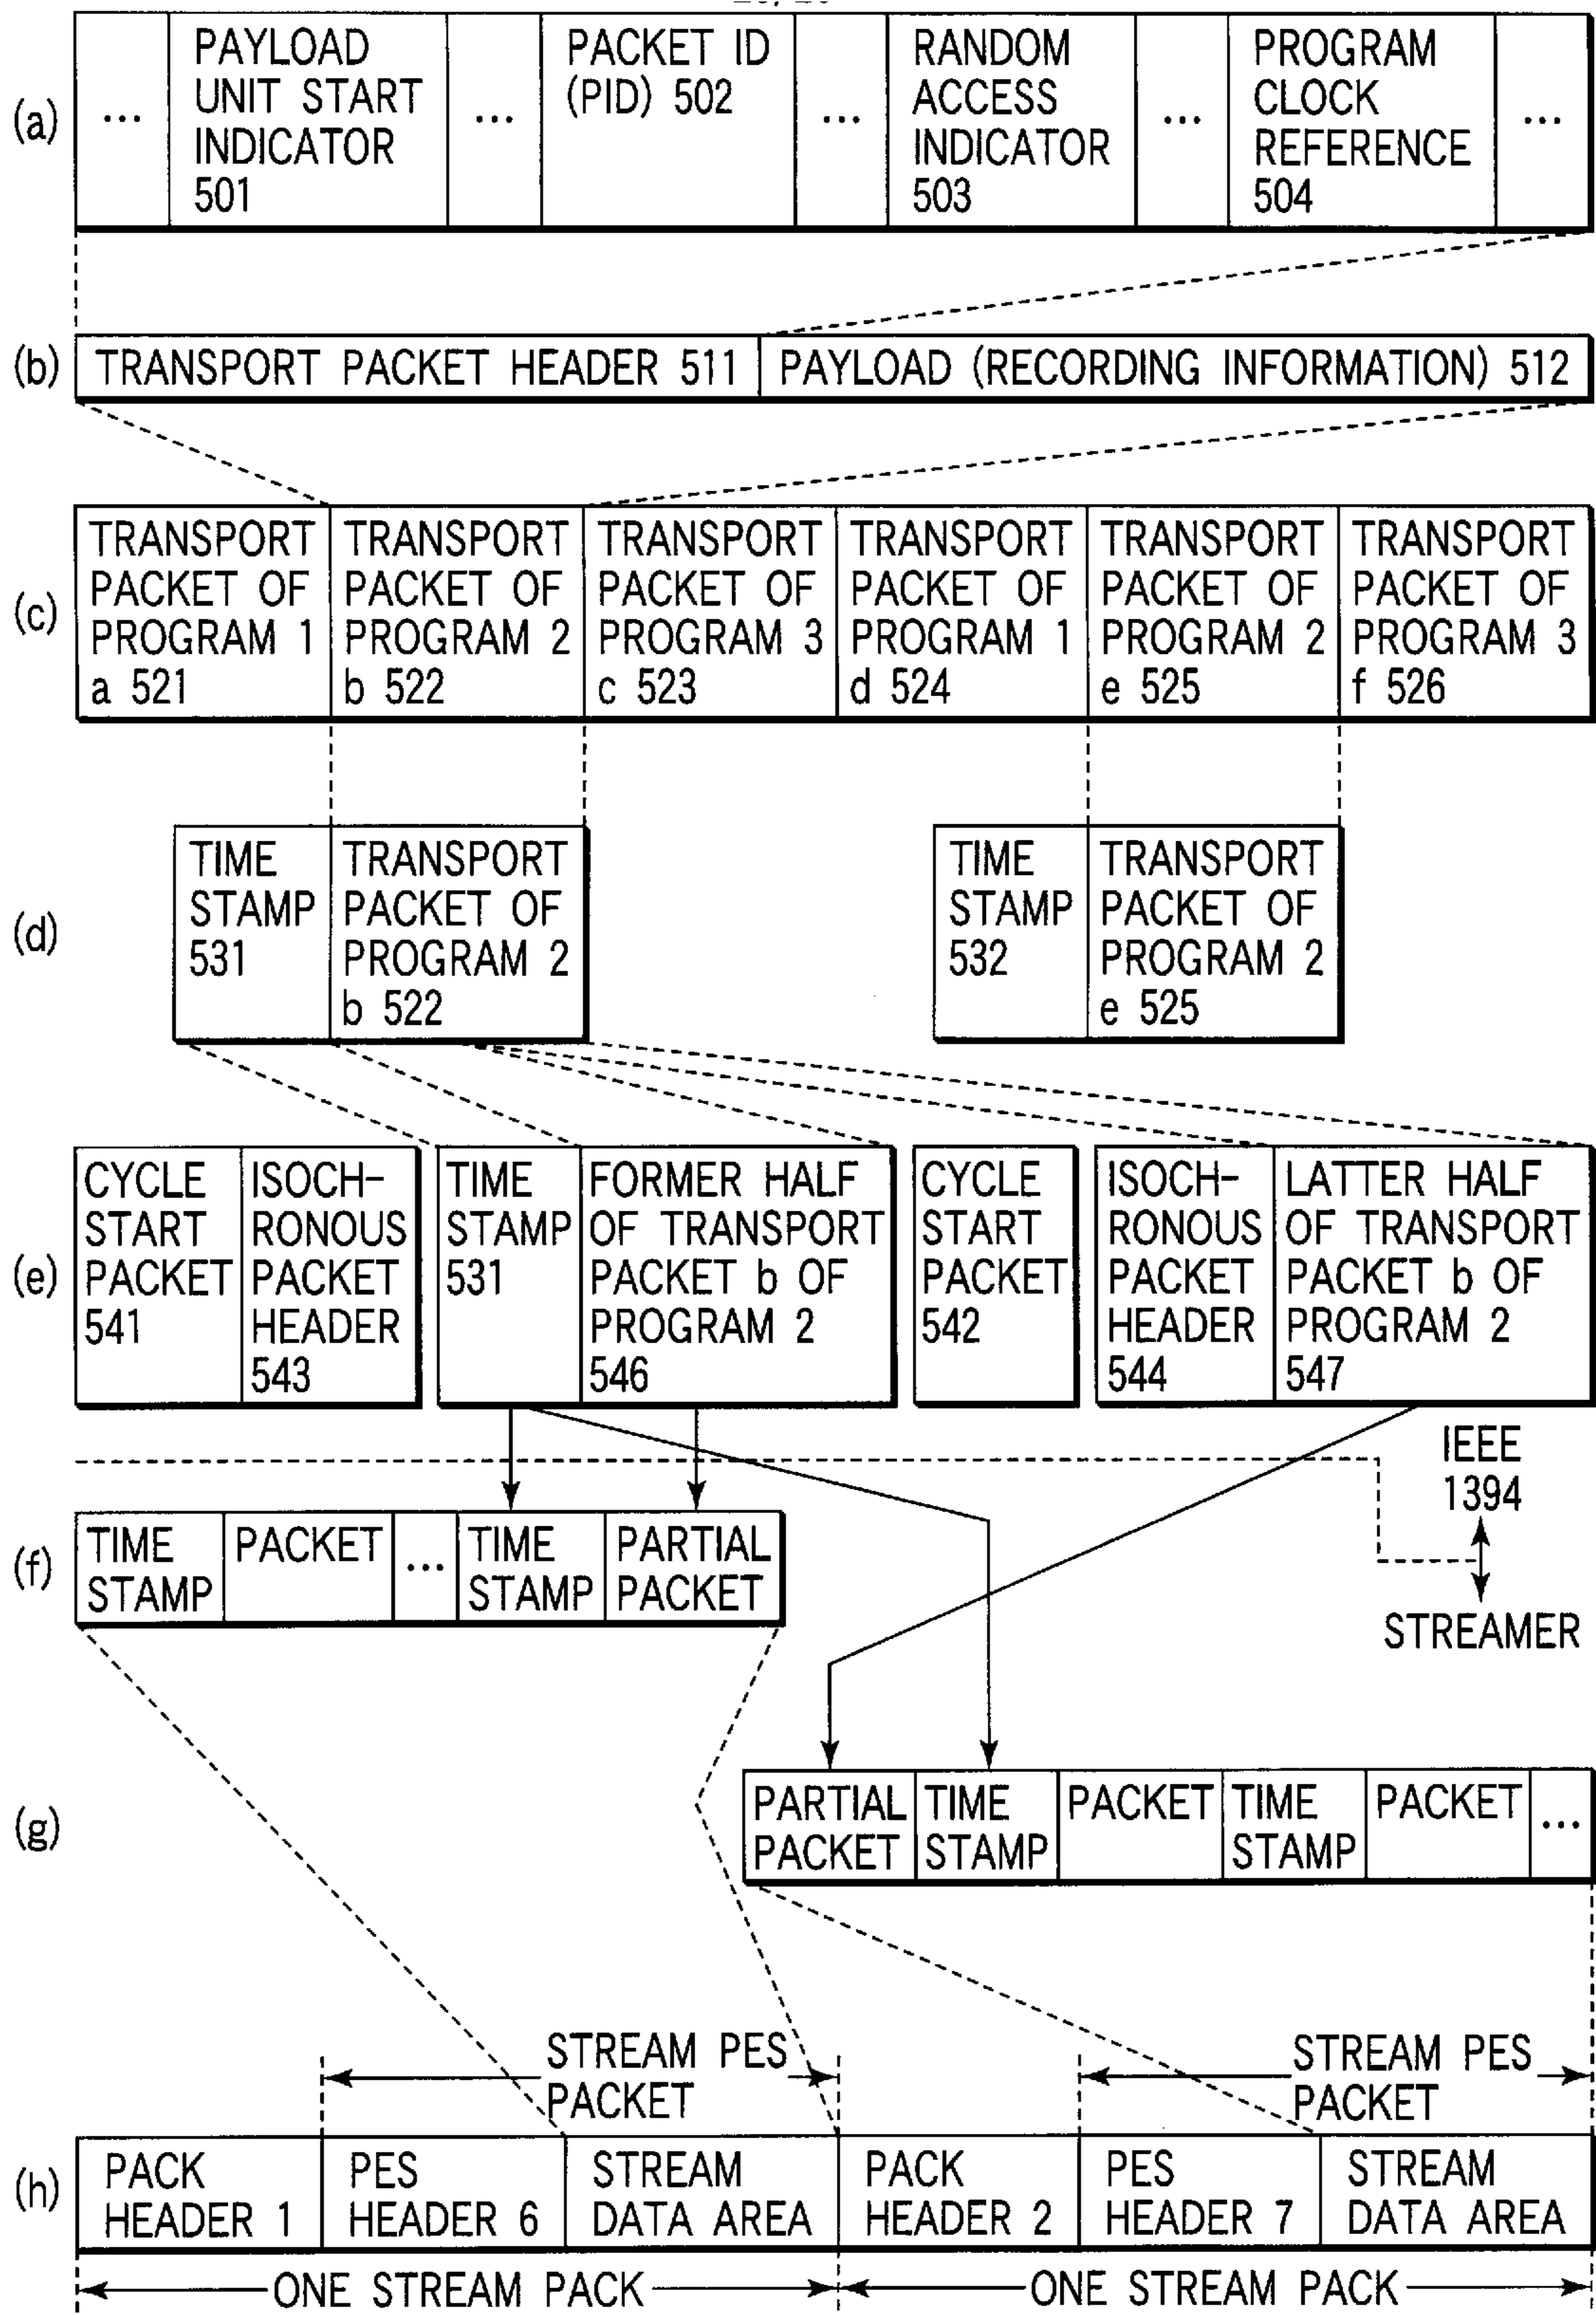 (a)
...
PAYLOAD
UNIT START
INDICATOR
501
...
PACKET ID
(PID) 502
...
RANDOM
ACCESS
INDICATOR
503
...
PROGRAM
CLOCK
REFERENCE
504
...
(b)
TRANSPORT PACKET HEADER 511
PAYLOAD (RECORDING INFORMATION) 512
(c)
TRANSPORT
PACKET OF
PROGRAM 1
a 521
TRANSPORT
PACKET OF
PROGRAM 2
b 522
TRANSPORT
PACKET OF
PROGRAM 3
c 523
TRANSPORT
PACKET OF
PROGRAM 1
d 524
TRANSPORT
PACKET OF
PROGRAM 2
e 525
TRANSPORT
PACKET OF
PROGRAM 3
f 526
(d)
TIME
STAMP
531
TRANSPORT
PACKET OF
PROGRAM 2
b 522
TIME
STAMP
532
TRANSPORT
PACKET OF
PROGRAM 2
e 525
(e)
CYCLE
START
PACKET
541
ISOCH-
RONOUS
PACKET
HEADER
543
TIME
STAMP
531
FORMER HALF
OF TRANSPORT
PACKET b OF
PROGRAM 2
546
CYCLE
START
PACKET
542
ISOCH-
RONOUS
PACKET
HEADER
544
LATTER HALF
OF TRANSPORT
PACKET b OF
PROGRAM 2
547
IEEE
1394
STREAMER
(f)
TIME
STAMP
PACKET
...
TIME
STAMP
PARTIAL
PACKET
(g)
PARTIAL
PACKET
TIME
STAMP
PACKET
TIME
STAMP
PACKET
...
STREAM PES
PACKET
STREAM PES
PACKET
(h)
PACK
HEADER 1
PES
HEADER 6
STREAM
DATA AREA
PACK
HEADER 2
PES
HEADER 7
STREAM
DATA AREA
ONE STREAM PACK
ONE STREAM PACK